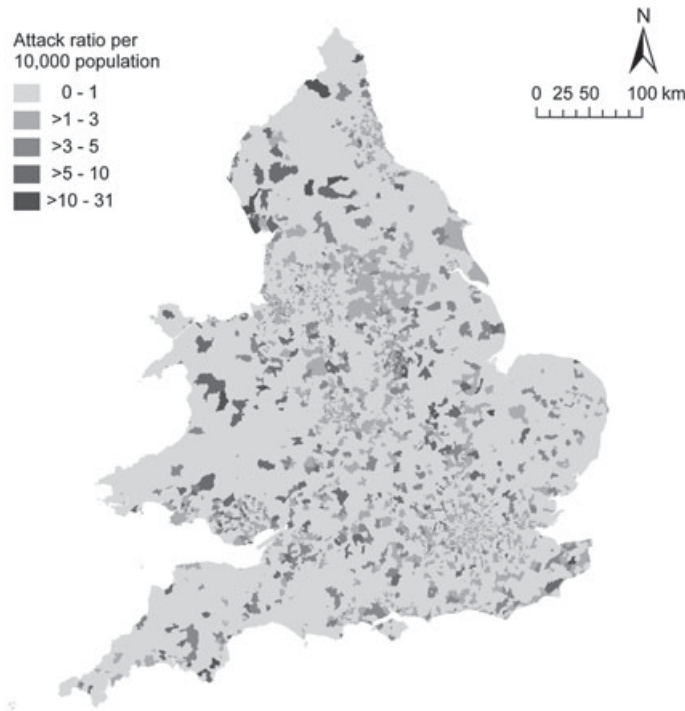 Attack ratio per
10,000 population
0 - 1
>1 - 3
>3 - 5
>5 - 10
>10 - 31
N
0 25 50 100 km